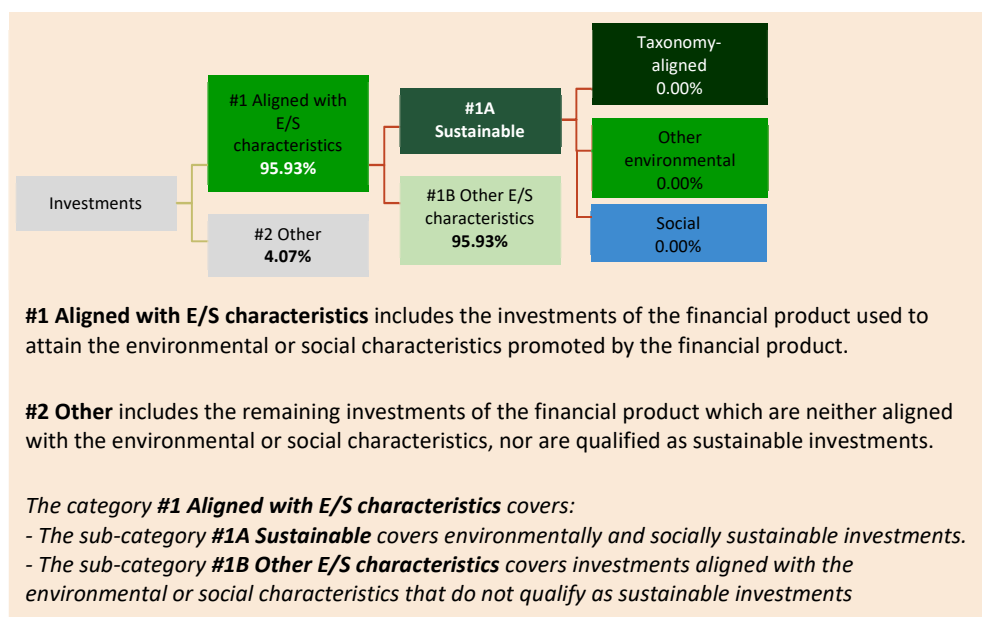 Investments
#1 Aligned with
E/S
characteristics
95.93%
#2 Other
4.07%
#1A
Sustainable
#1B Other E/S
characteristics
95.93%
Taxonomy-
aligned
0.00%
Other
environmental
0.00%
Social
0.00%
#1 Aligned with E/S characteristics includes the investments of the financial product used to
attain the environmental or social characteristics promoted by the financial product.
#2 Other includes the remaining investments of the financial product which are neither aligned
with the environmental or social characteristics, nor are qualified as sustainable investments.
The category #1 Aligned with E/S characteristics covers:
- The sub-category #1A Sustainable covers environmentally and socially sustainable investments.
- The sub-category #1B Other E/S characteristics covers investments aligned with the
environmental or social characteristics that do not qualify as sustainable investments